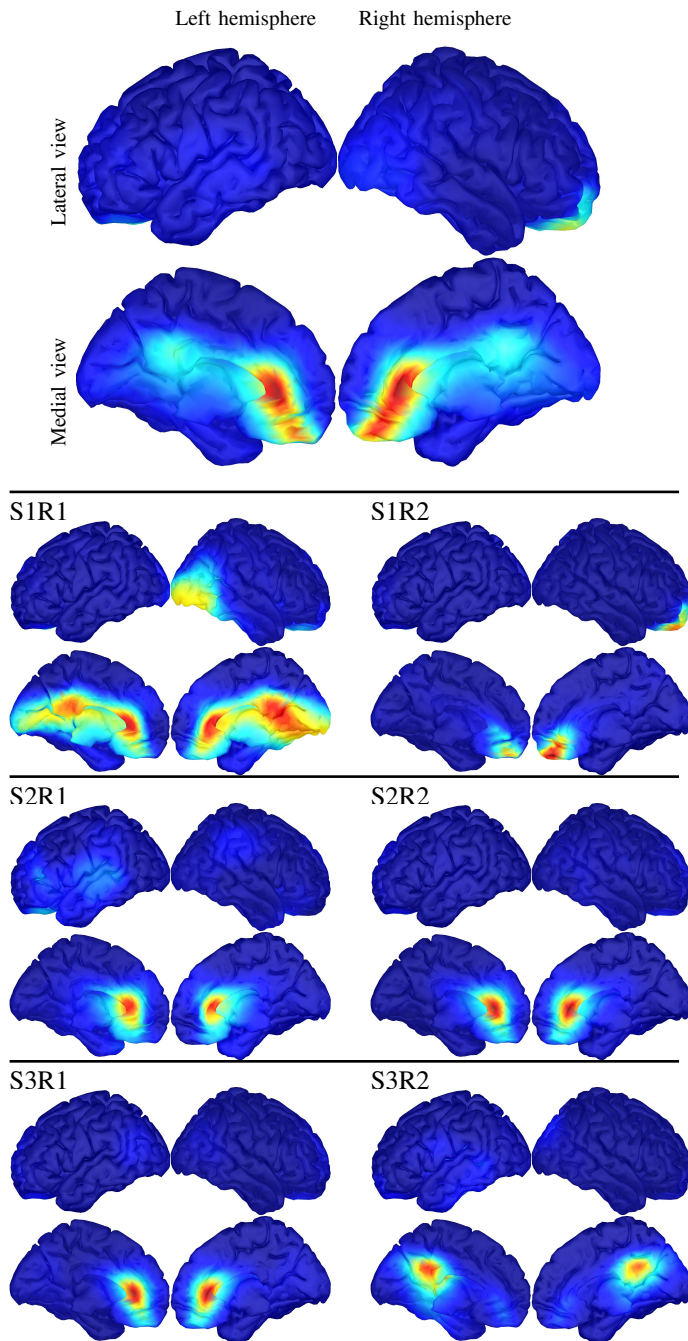 Left hemisphere Right hemisphere
Lateral view
Medial view
S1R1 S1R2
S2R1 S2R2
S3R1 S3R2